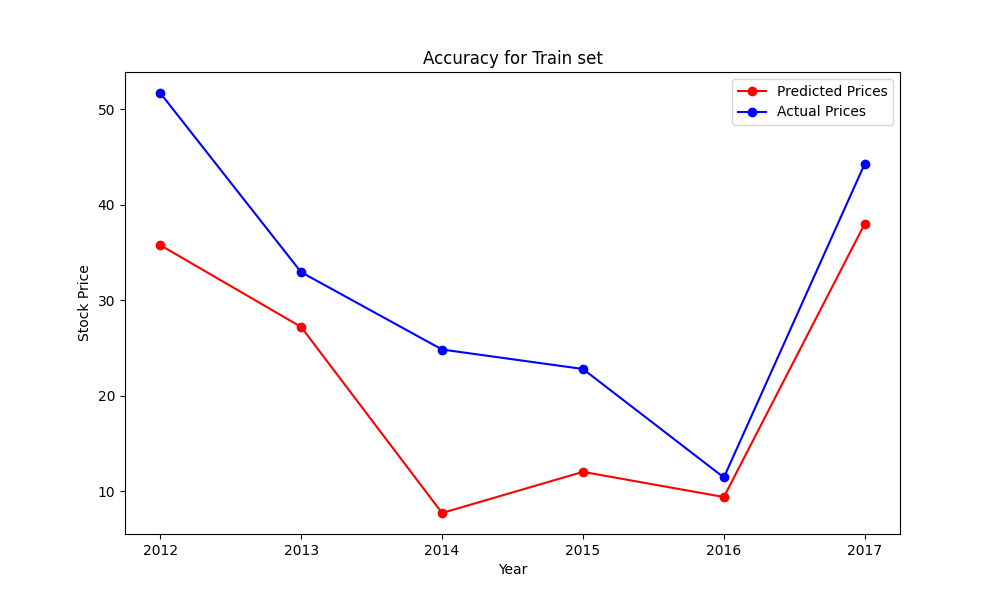 Accuracy for Train set
Predicted Prices
Actual Prices
50
40
30
20
10
Stock Price
2012 2013 2014 2015 2016 2017
Year